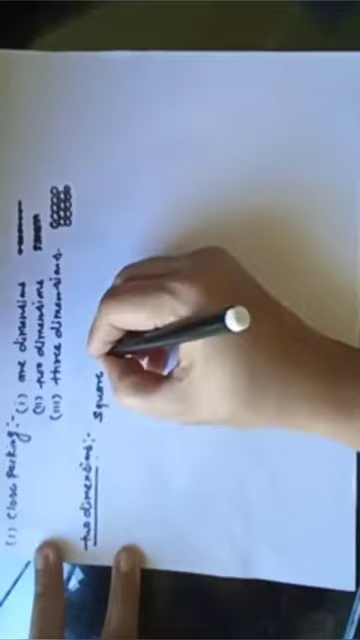 (1) Close Packing:- (i) one dimensions
(ii) two dimensions
(iii) three dimensions.
two dimensions:- Square